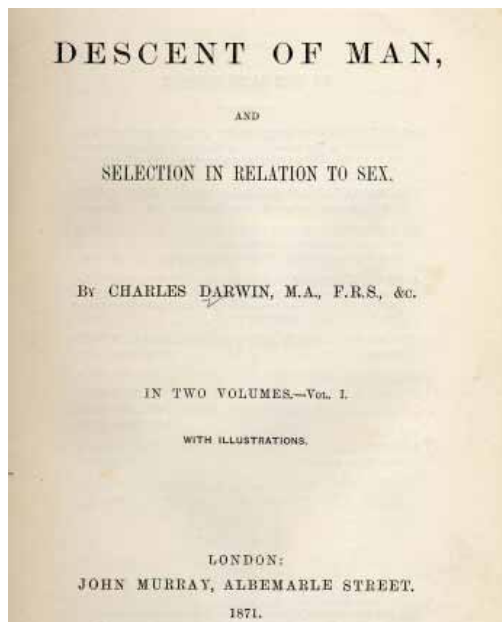 DESCENT OF MAN,
AND
SELECTION IN RELATION TO SEX.
BY CHARLES DARWIN, M.A., F.R.S., &c.
IN TWO VOLUMES.—VOL. I.
WITH ILLUSTRATIONS.
LONDON:
JOHN MURRAY, ALBEMARLE STREET.
1871.